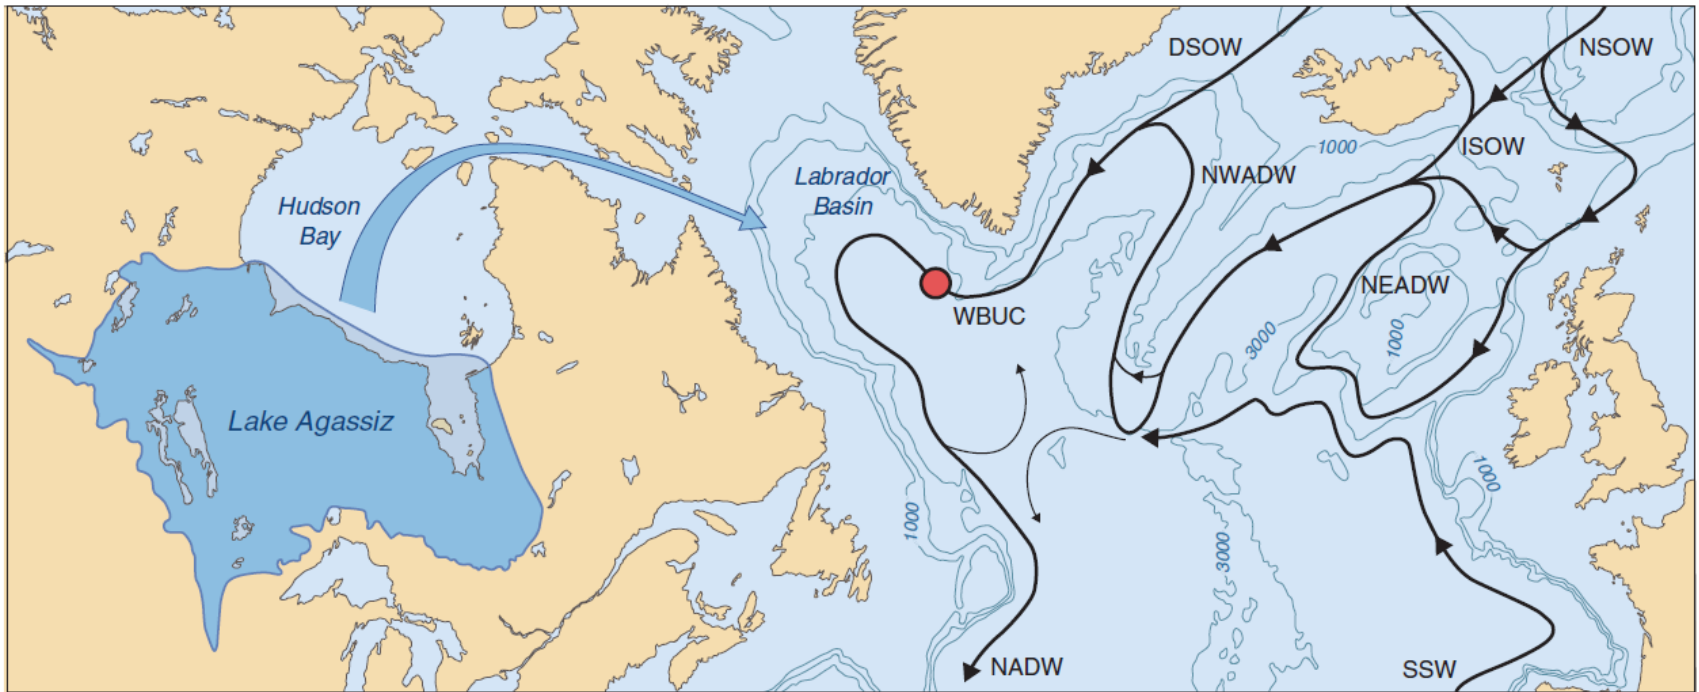 DSOW
NSOW
1000
ISOW
Labrador
Basin
NWADW
Hudson
Bay
NEADW
WBUC
3000
1000
Lake Agassiz
1000
1000
3000
NADW
SSW